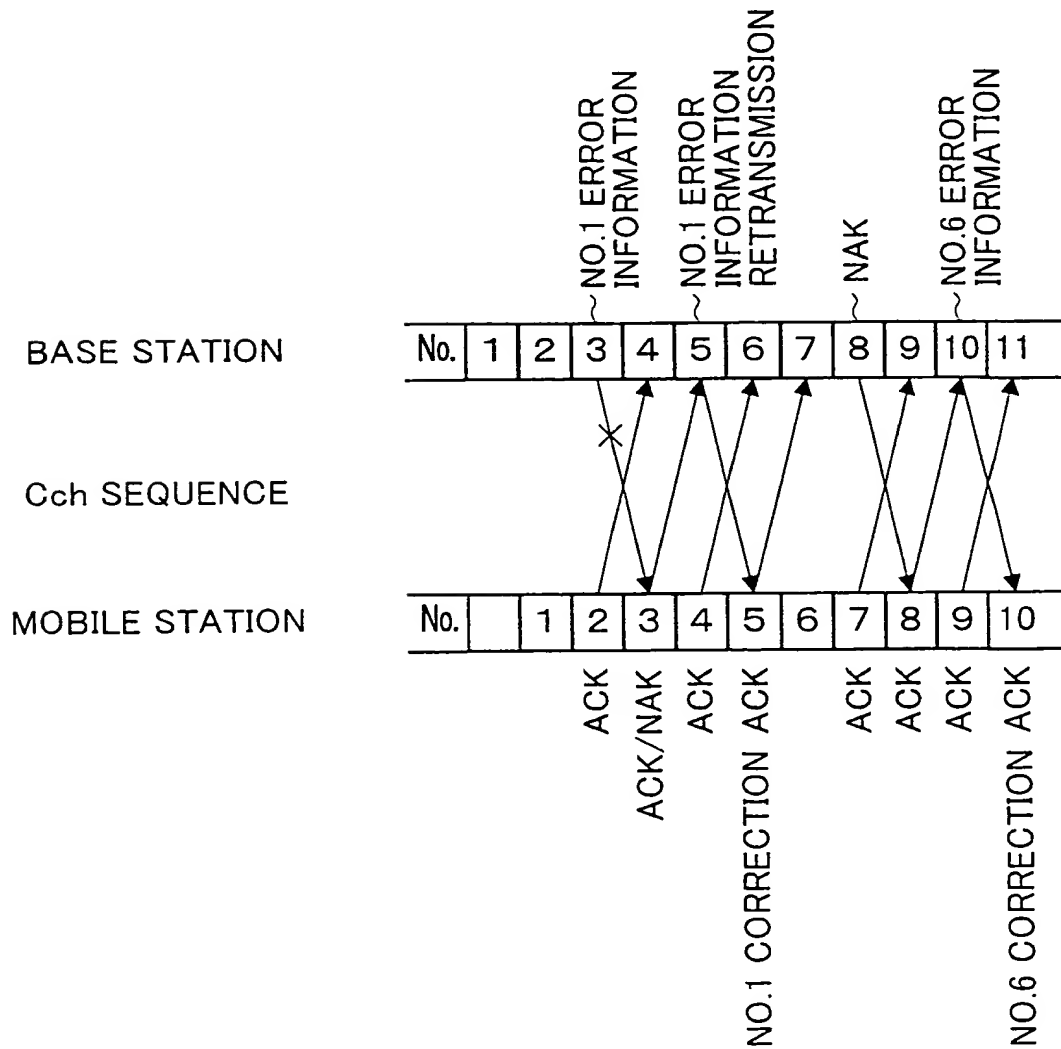 NO.1 ERROR
INFORMATION
NO.1 ERROR
INFORMATION
RETRANSMISSION
NAK
NO.6 ERROR
INFORMATION
BASE STATION
No. 1 2 3 4 5 6 7 8 9 10 11
Cch SEQUENCE
MOBILE STATION
No. 1 2 3 4 5 6 7 8 9 10
ACK
ACK/NAK
ACK
NO.1 CORRECTION ACK
ACK
ACK
ACK
NO.6 CORRECTION ACK